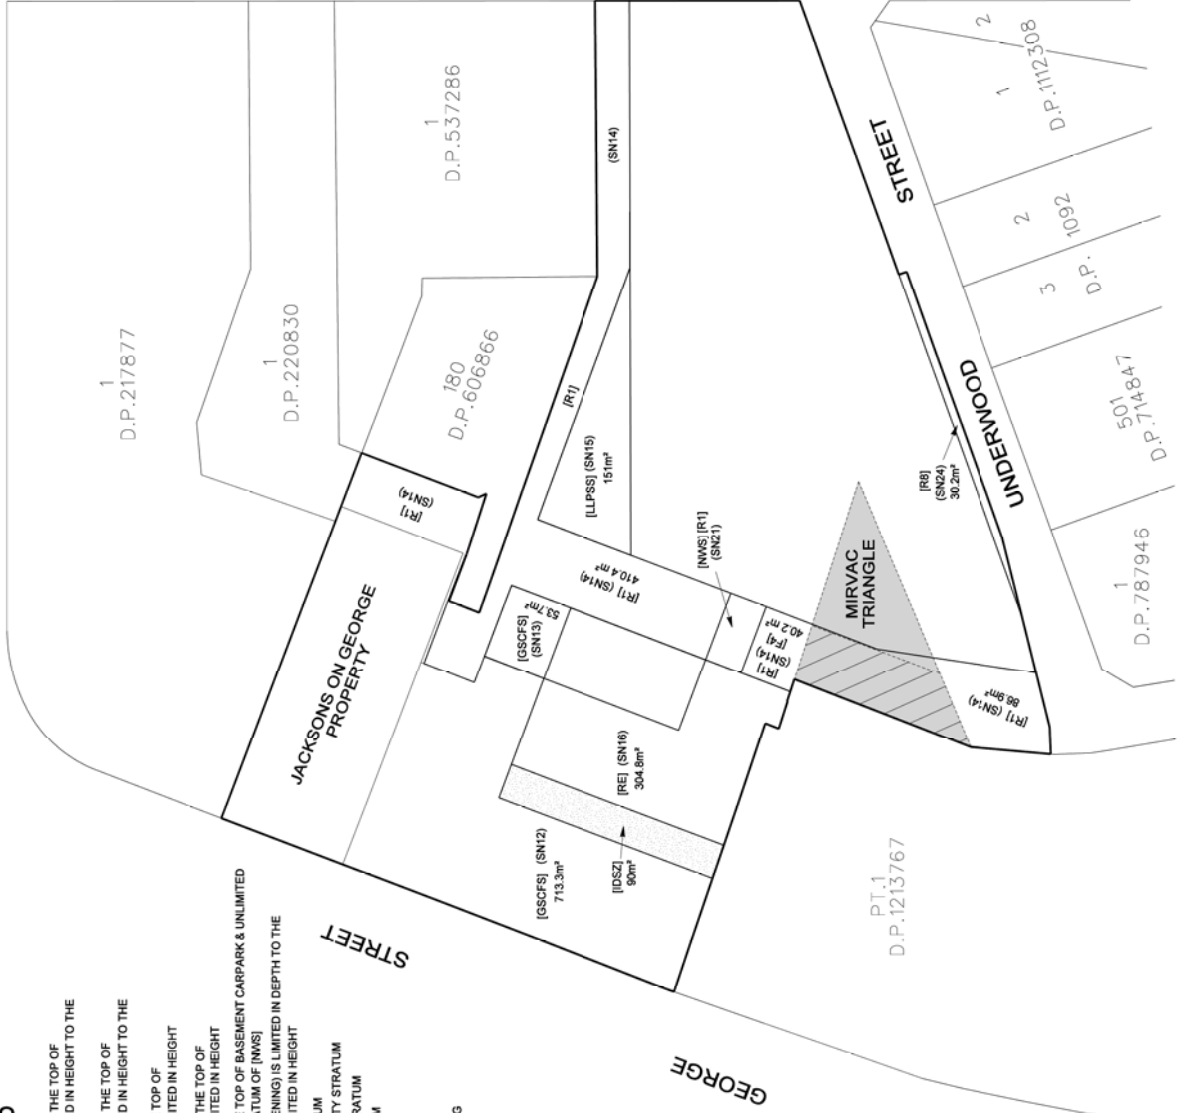 THE TOP OF
D IN HEIGHT TO THE
THE TOP OF
D IN HEIGHT TO THE
TOP OF
ITED IN HEIGHT
THE TOP OF
ITED IN HEIGHT
TOP OF BASEMENT CARPARK & UNLIMITED
TUM OF [NWS]
ENING) IS LIMITED IN DEPTH TO THE
ITED IN HEIGHT
UM
TY STRATUM
RATUM
M
G
1
D.P.217877
1
D.P.220830
1
D.P.537286
180
D.P.606866
(SN14)
[R1]
[R1]
(SN14)
JACKSONS ON GEORGE
PROPERTY
[LLPSS] (SN15)
151m²
[R1] (SN14)
410.4 m²
[GSCFS]
(SN13)
53.7m²
[NWS] [R1]
(SN21)
[R1]
(SN14)
[F4]
40.2 m²
MIRVAC
TRIANGLE
[R1] (SN14)
86.9m²
[R8]
(SN24)
30.2m²
[RE] (SN16)
304.8m²
[IDSZ]
90m²
[GSCFS] (SN12)
713.3m²
GEORGE
STREET
UNDERWOOD
STREET
2
1
D.P.1112308
2
3
D.P. 1092
501
D.P.714847
1
D.P.787946
PT.1
D.P.1213767